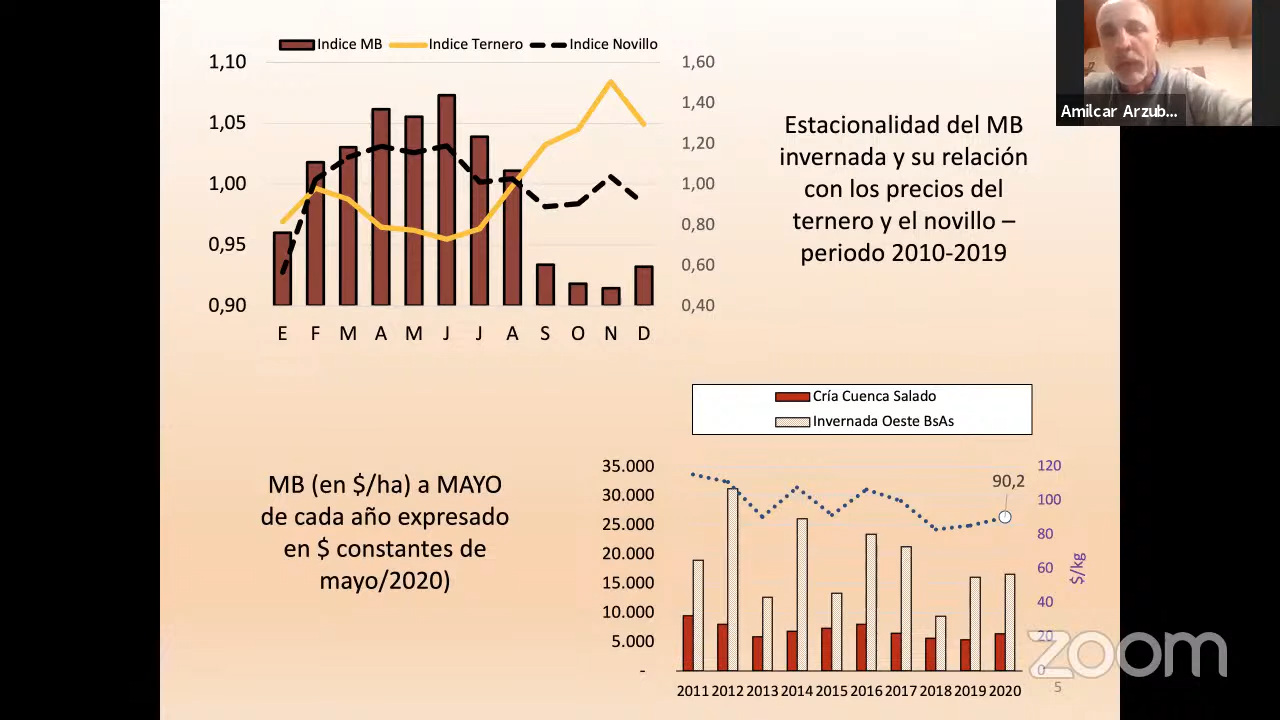 Indice MB Indice Ternero Indice Novillo
1,10
1,05
1,00
0,95
0,90
1,60
1,40
1,20
1,00
0,80
0,60
0,40
E F M A M J J A S O N D
Estacionalidad del MB
invernada y su relación
con los precios del
ternero y el novillo –
periodo 2010-2019
Amilcar Arzub...
MB (en $/ha) a MAYO
de cada año expresado
en $ constantes de
mayo/2020)
Cría Cuenca Salado
Invernada Oeste BsAs
35.000
30.000
25.000
20.000
15.000
10.000
5.000
-
90,2
120
100
80
60
40
20
0
$/kg
2011 2012 2013 2014 2015 2016 2017 2018 2019 2020
5
zoom